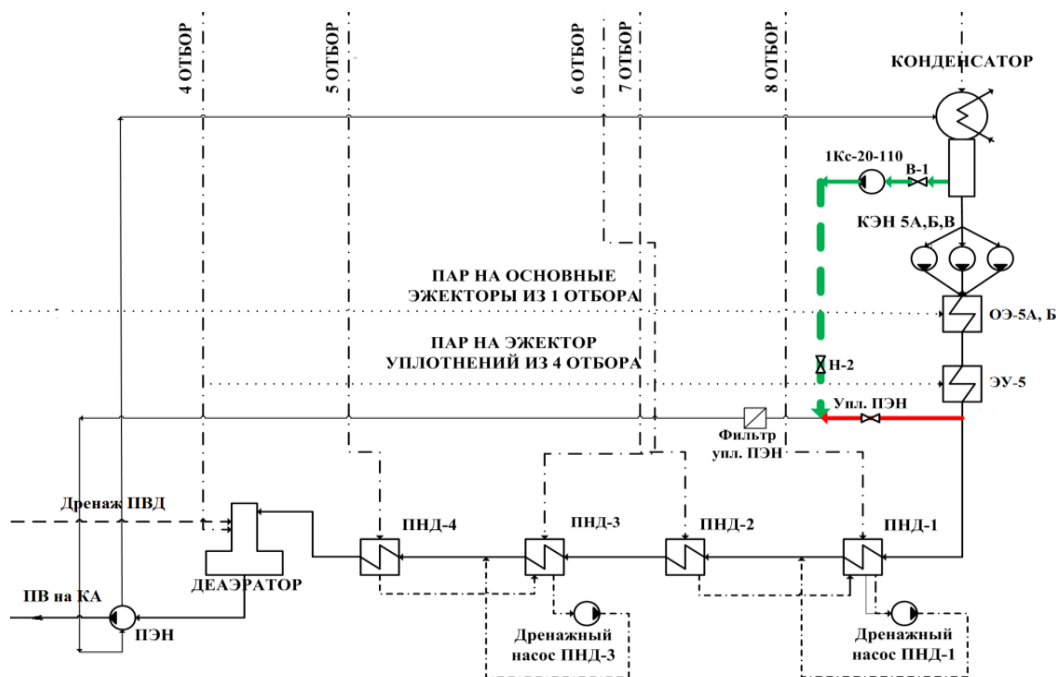 4 ОТБОР
5 ОТБОР
6 ОТБОР
7 ОТБОР
8 ОТБОР
КОНДЕНСАТОР
1Кс-20-110
В-1
КЭН 5А,Б,В
ПАР НА ОСНОВНЫЕ
ЭЖЕКТОРЫ ИЗ 1 ОТБОРА
ОЭ-5А, Б
ПАР НА ЭЖЕКТОР
УПЛОТНЕНИЙ ИЗ 4 ОТБОРА
Н-2
ЭУ-5
Упл. ПЭН
Фильтр
упл. ПЭН
Дренаж ПВД
ПНД-4
ПНД-3
ПНД-2
ПНД-1
ДЕАЭРАТОР
ПВ на КА
ПЭН
Дренажный
насос ПНД-3
Дренажный
насос ПНД-1